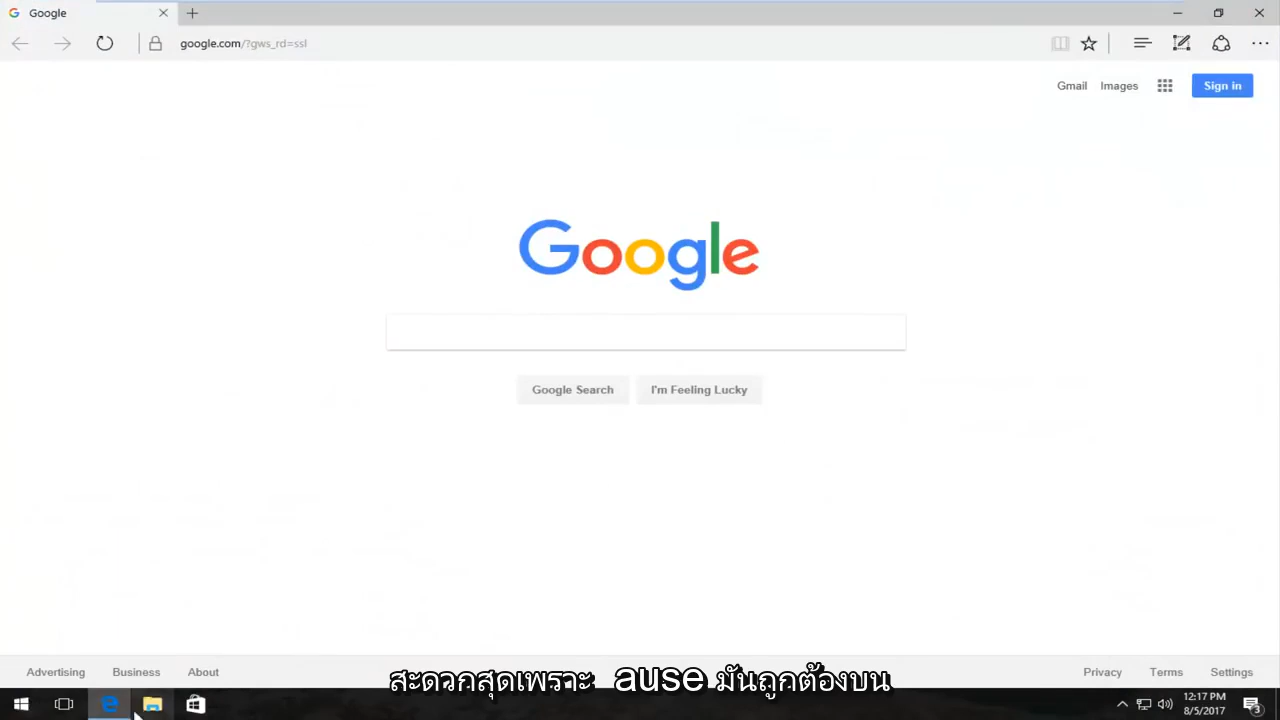 Google
google.com/?gws_rd=ssl
Gmail Images Sign in
Google
Google Search I'm Feeling Lucky
Advertising Business About Privacy Terms Settings
สะดวกสุดเพราะ ause มันถูกต้องบน
12:17 PM
8/5/2017
3